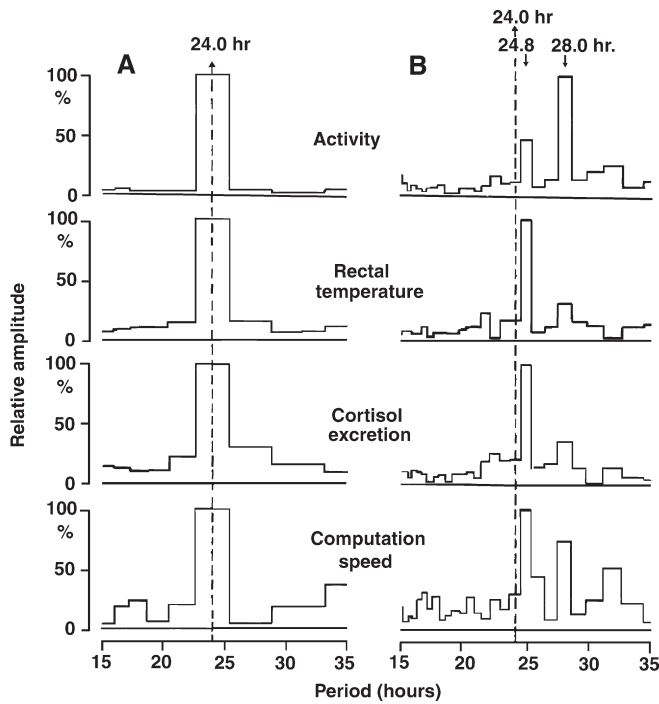 24.0 hr
A
24.0 hr
B
24.8
28.0 hr.
100
%
50
0
Activity
100
%
50
0
Rectal
temperature
100
%
50
0
Cortisol
excretion
100
%
50
0
Computation
speed
Relative amplitude
15 20 25 30 35
15 20 25 30 35
Period (hours)